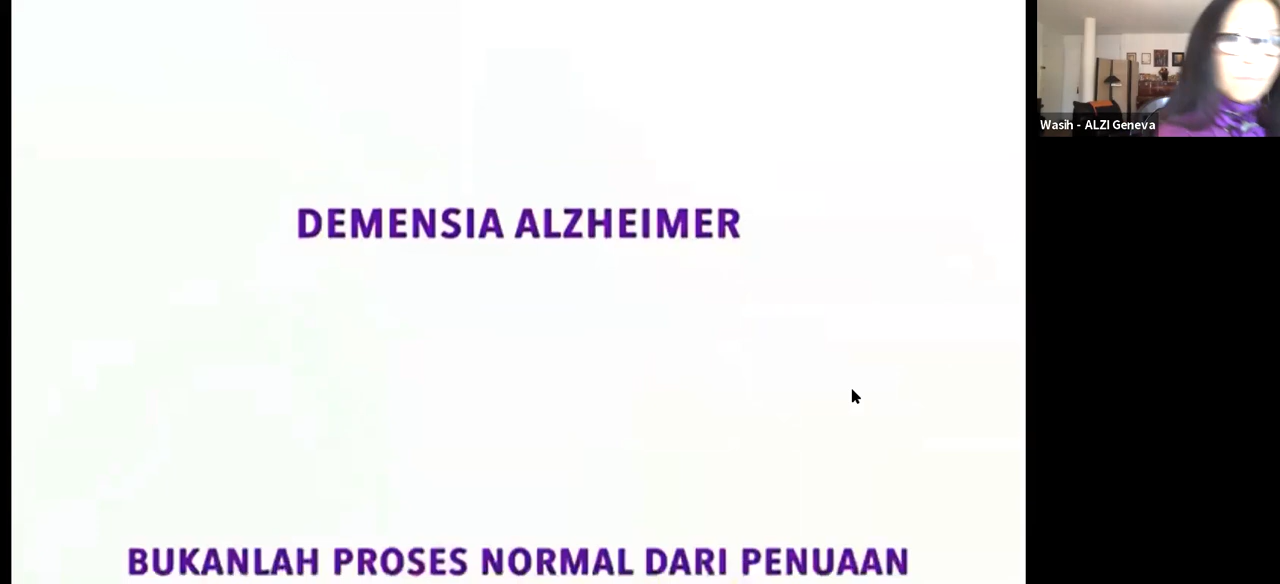 DEMENSIA ALZHEIMER
BUKANLAH PROSES NORMAL DARI PENUAAN
Wasih - ALZI Geneva